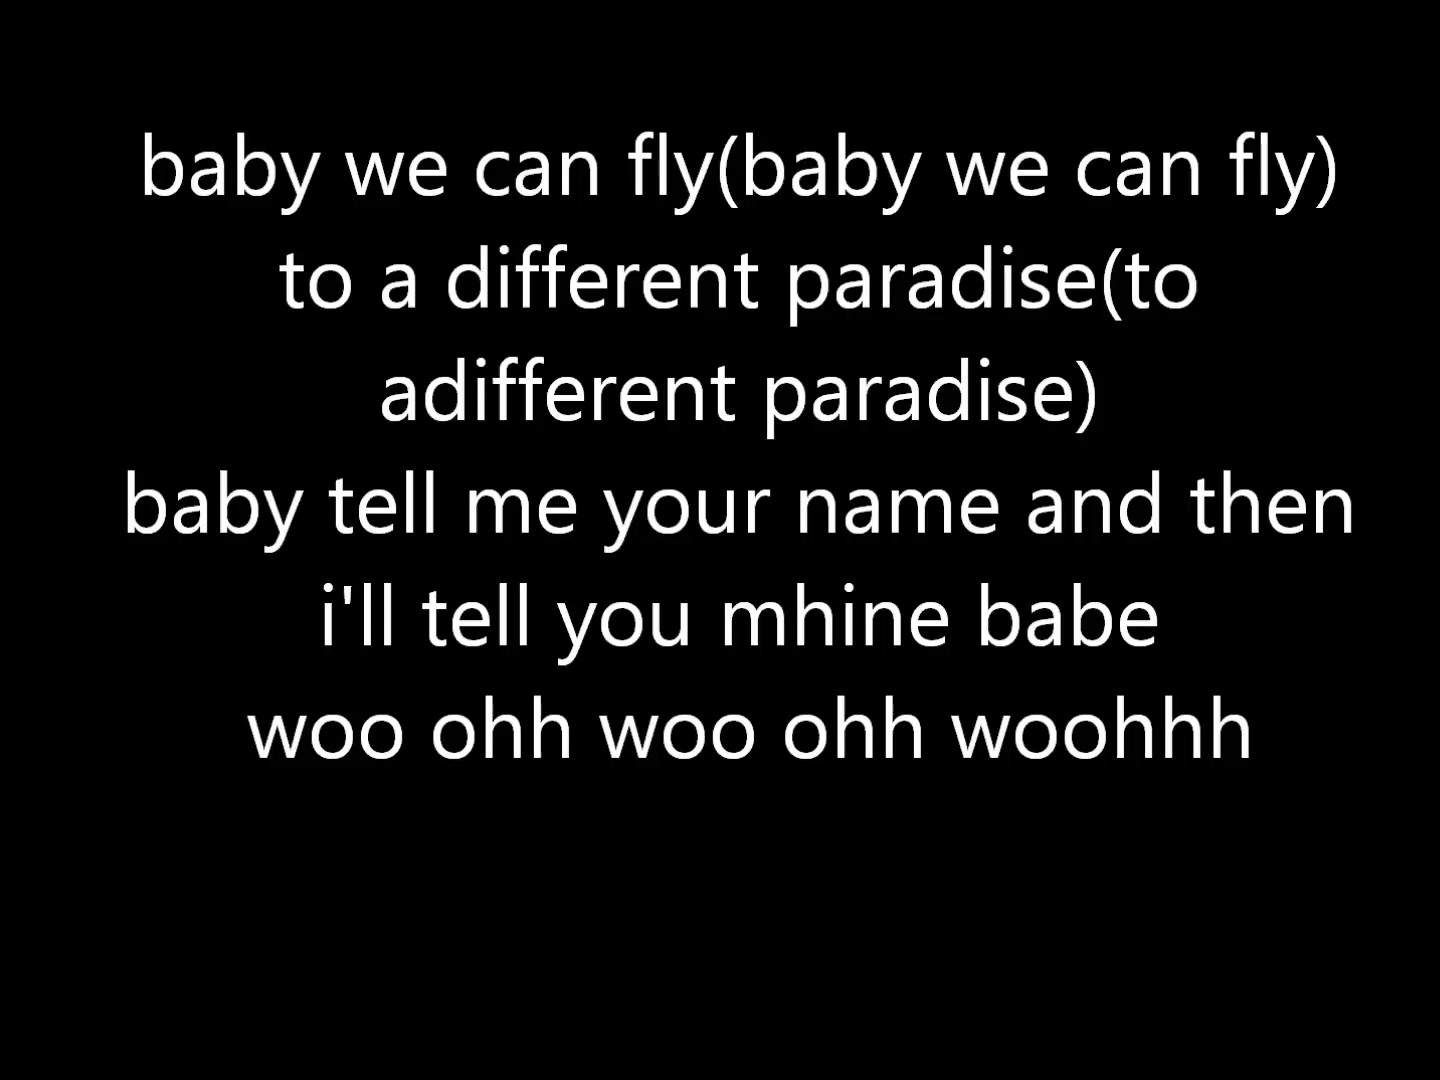 baby we can fly(baby we can fly)
to a different paradise(to
adifferent paradise)
baby tell me your name and then
i'll tell you mhine babe
woo ohh woo ohh woohhh